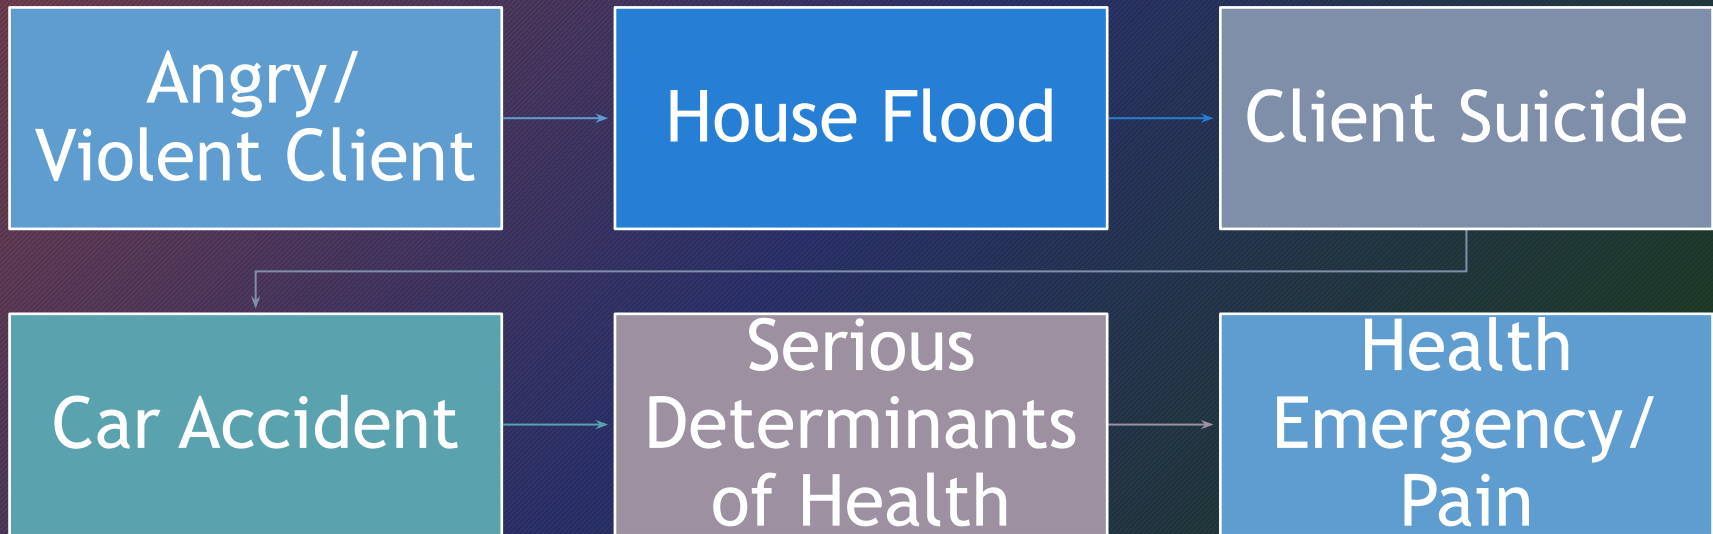 Angry/
Violent Client
House Flood
Client Suicide
Car Accident
Serious
Determinants
of Health
Health
Emergency/
Pain